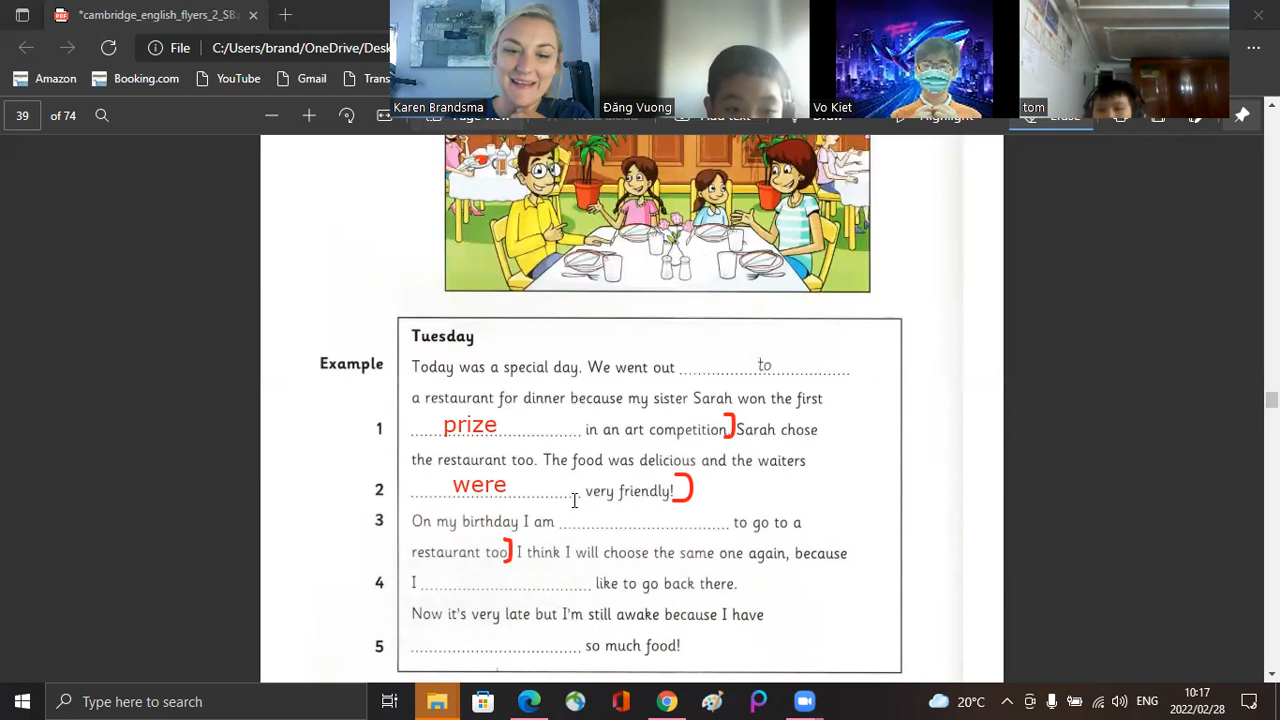 *cambridge_english_flyers_2_SB
File
C:/Users/brand/OneDrive/Desk
Amazon
Booking.com
YouTube
Gmail
Karen Brandsma
Đăng Vuong
Vo Kiet
tom
39
of 74
Tuesday
Example
Today was a special day. We went out to
a restaurant for dinner because my sister Sarah won the first
1 prize in an art competition. Sarah chose
the restaurant too. The food was delicious and the waiters
2 were very friendly!
3 On my birthday I am to go to a
restaurant too. I think I will choose the same one again, because
4 I like to go back there.
Now it's very late but I'm still awake because I have
5 so much food!
Type here to search
20°C
ENG
10:17
2022/02/28